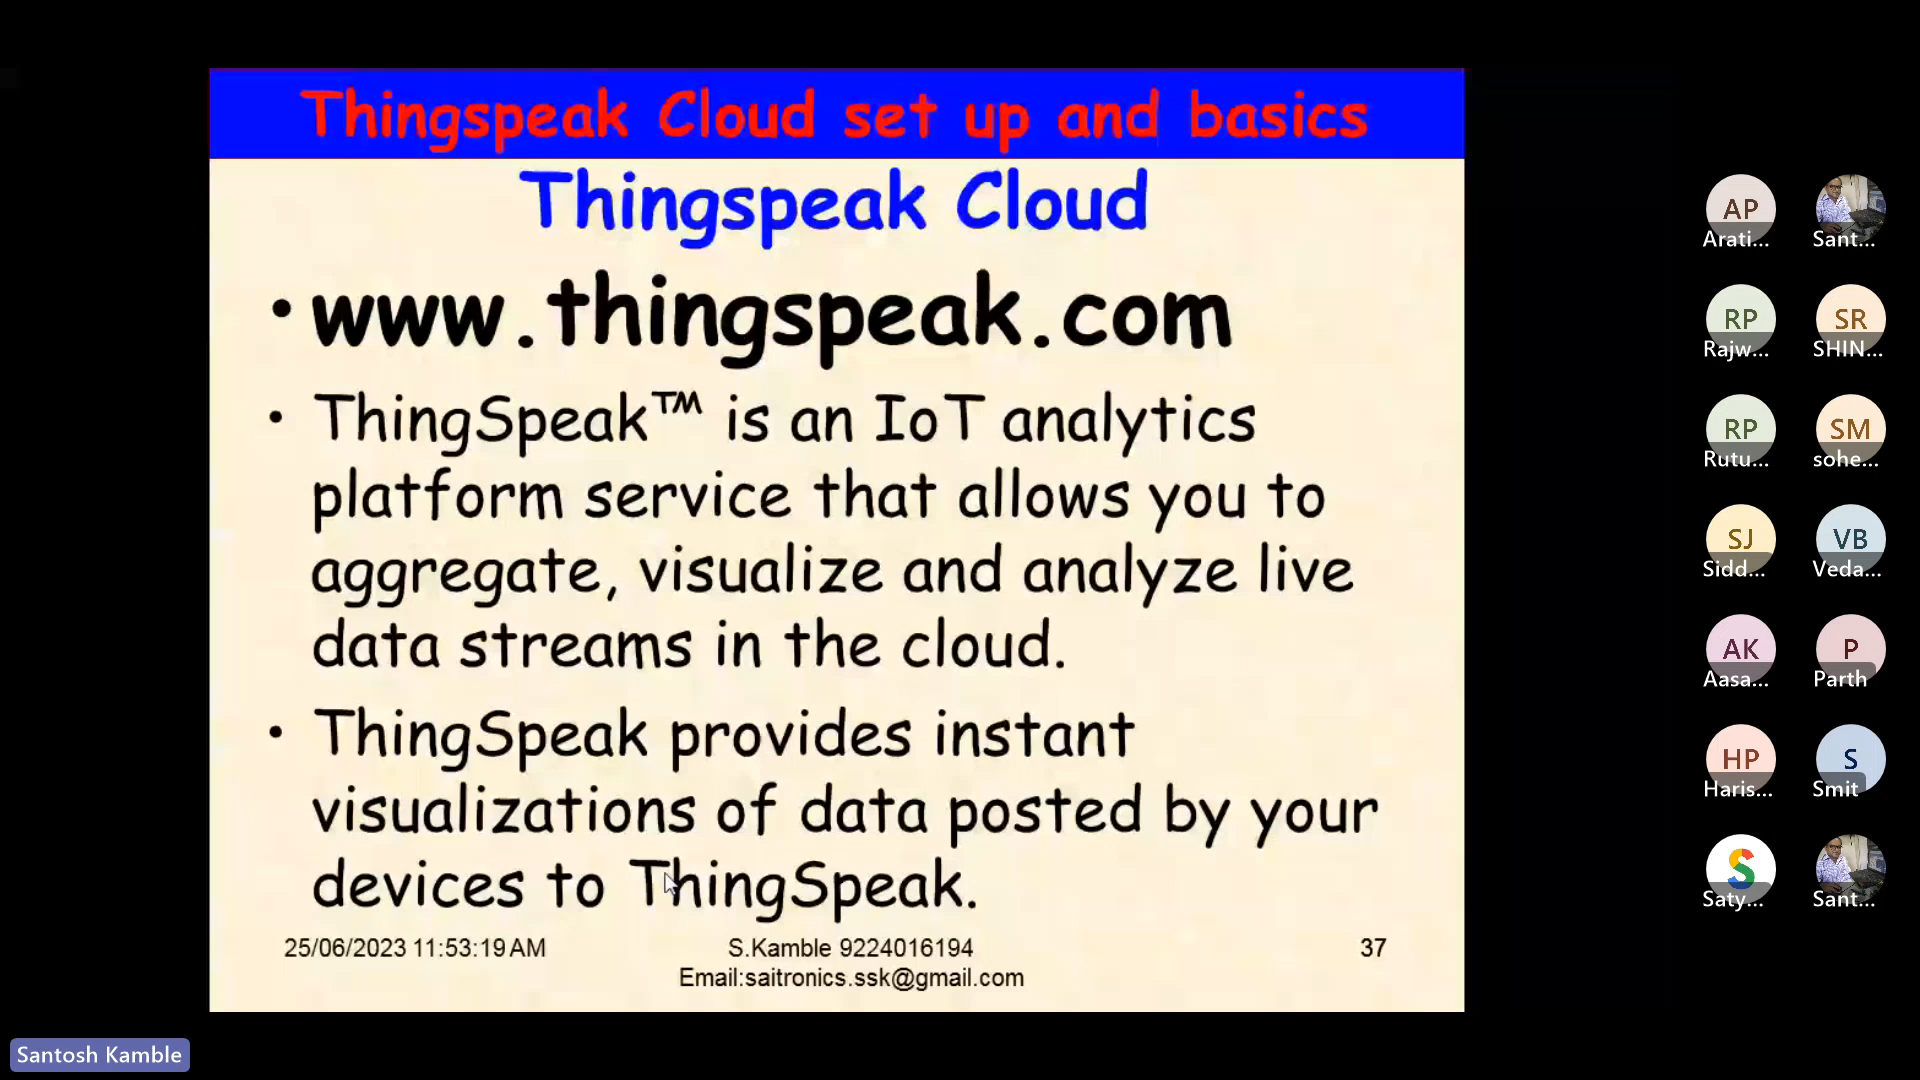 Thingspeak Cloud set up and basics
Thingspeak Cloud
• www.thingspeak.com
• ThingSpeak™ is an IoT analytics
platform service that allows you to
aggregate, visualize and analyze live
data streams in the cloud.
• ThingSpeak provides instant
visualizations of data posted by your
devices to ThingSpeak.
25/06/2023 11:53:19 AM
S.Kamble 9224016194
Email:saitronics.ssk@gmail.com
37
Santosh Kamble
AP
Arati...
Sant...
RP
Rajw...
SR
SHIN...
RP
Rutu...
SM
sohe...
SJ
Sidd...
VB
Veda...
AK
Aasa...
P
Parth
HP
Haris...
S
Smit
S
Saty...
Sant...